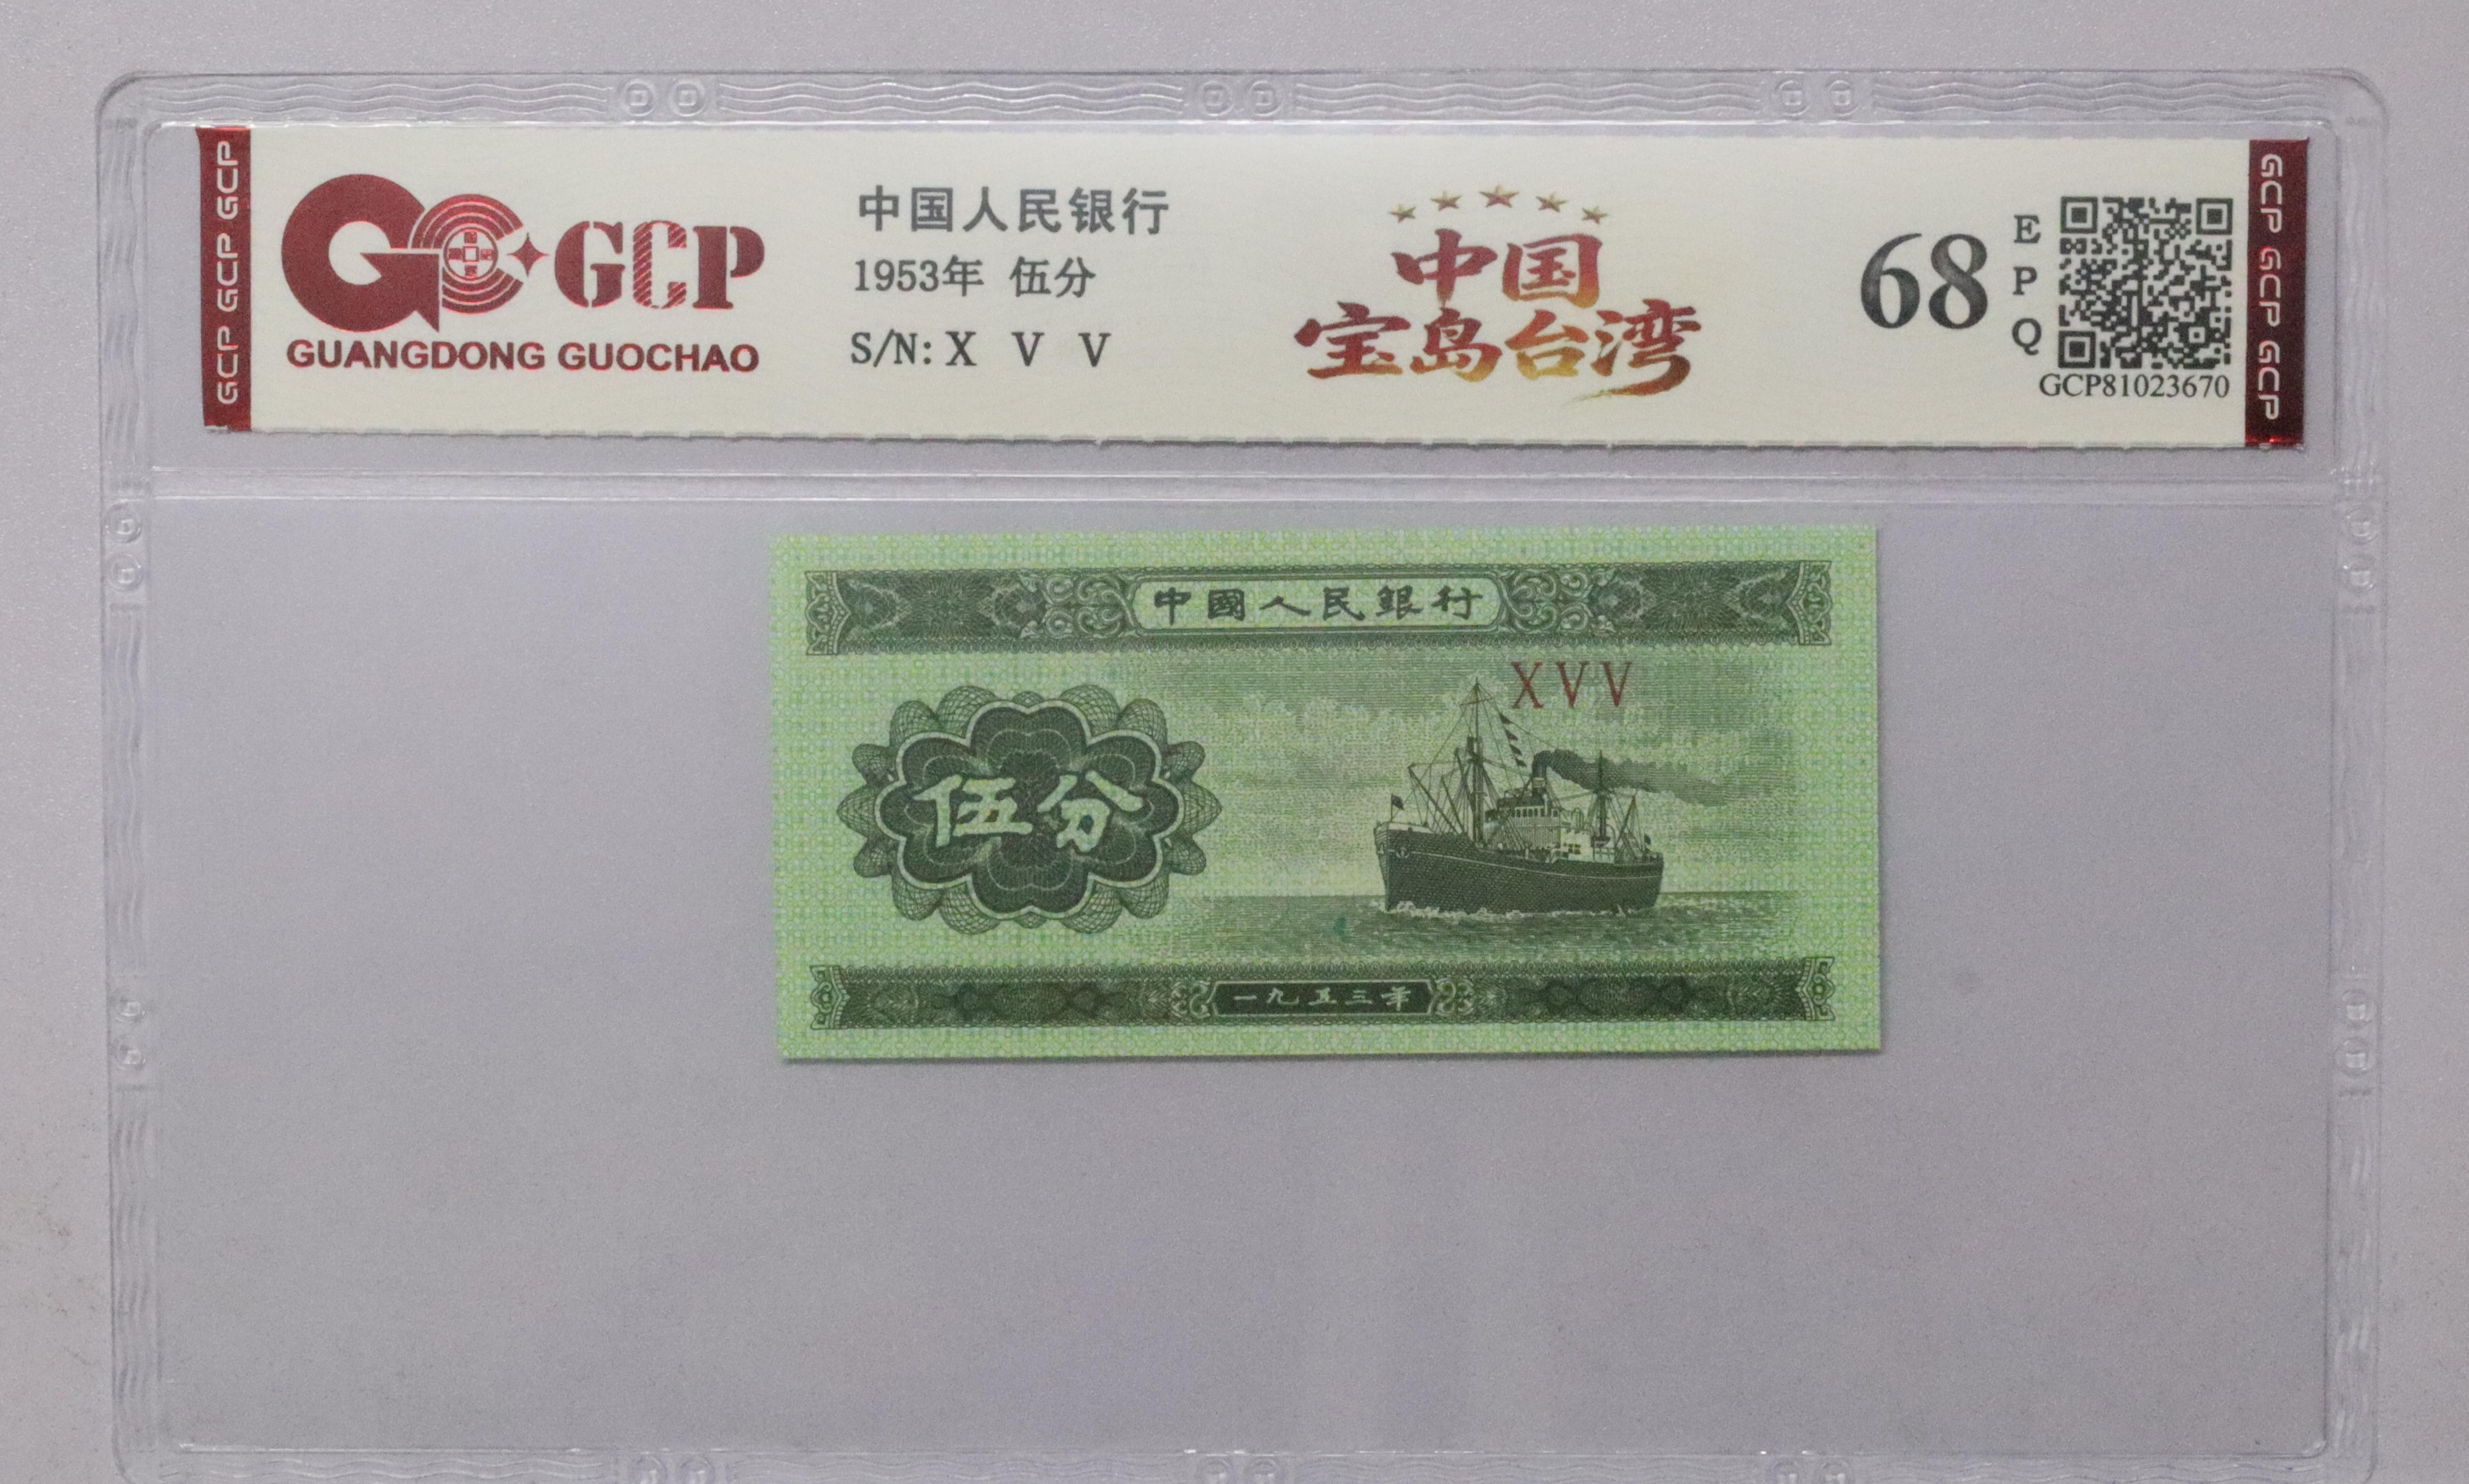 GCP GCP GCP
GCP
GUANGDONG GUOCHAO
中国人民银行
1953年 伍分
S/N: X V V
中国
宝岛台湾
68
E
P
Q
GCP81023670
GCP GCP GCP
中國人民銀行
XVV
伍分
一九五三年